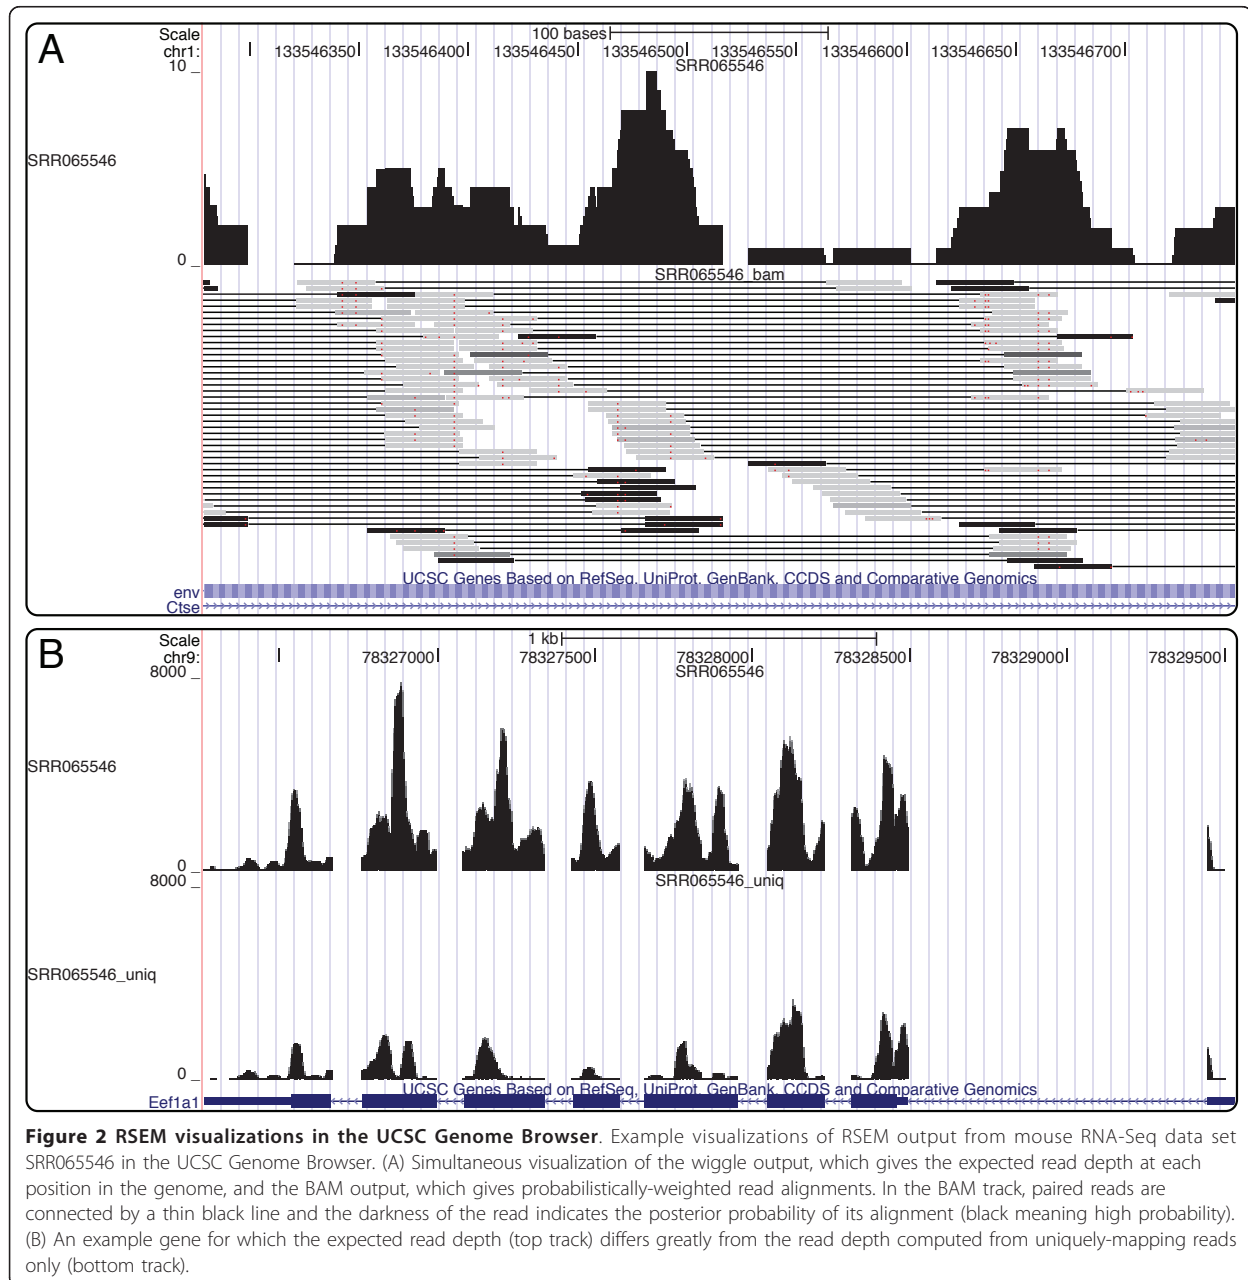 A
Scale
100 bases
chr1:
133546350
133546400
133546450
133546500
133546550
133546600
133546650
133546700
SRR065546
10 _
SRR065546
0 _
SRR065546_bam
UCSC Genes Based on RefSeq, UniProt, GenBank, CCDS and Comparative Genomics
env
Ctse
B
Scale
1 kb
chr9:
78327000
78327500
78328000
78328500
78329000
78329500
SRR065546
8000 _
SRR065546
0 _
8000 _
SRR065546_uniq
SRR065546_uniq
0 _
UCSC Genes Based on RefSeq, UniProt, GenBank, CCDS and Comparative Genomics
Eef1a1
Figure 2 RSEM visualizations in the UCSC Genome Browser. Example visualizations of RSEM output from mouse RNA-Seq data set
SRR065546 in the UCSC Genome Browser. (A) Simultaneous visualization of the wiggle output, which gives the expected read depth at each
position in the genome, and the BAM output, which gives probabilistically-weighted read alignments. In the BAM track, paired reads are
connected by a thin black line and the darkness of the read indicates the posterior probability of its alignment (black meaning high probability).
(B) An example gene for which the expected read depth (top track) differs greatly from the read depth computed from uniquely-mapping reads
only (bottom track).